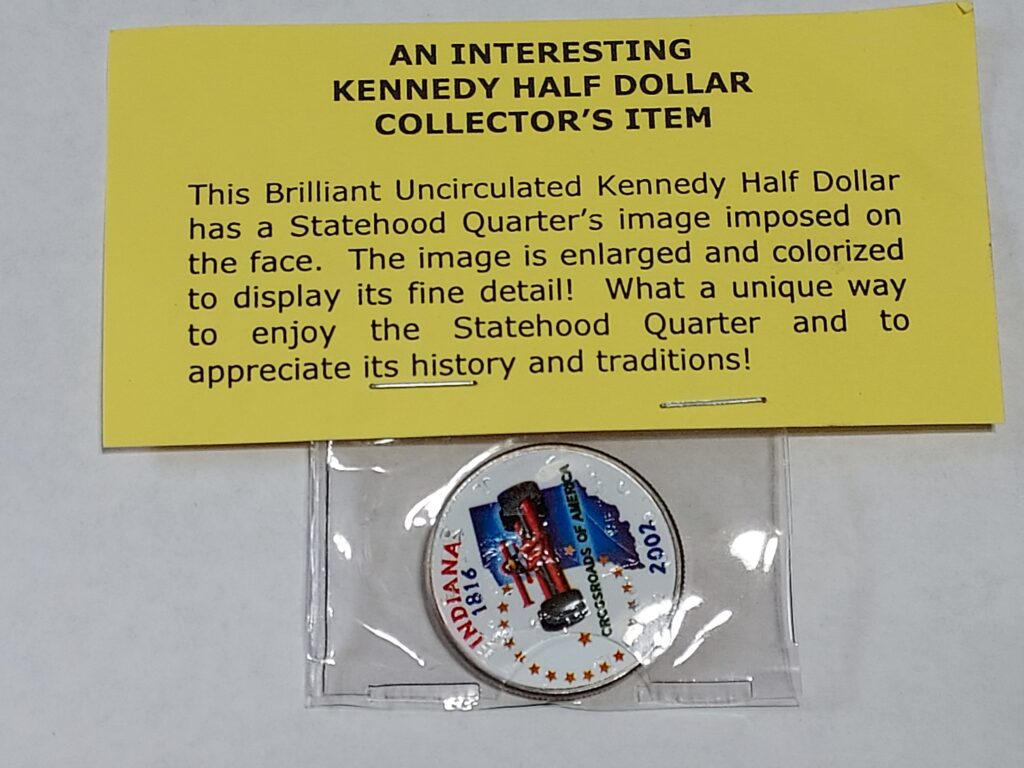 AN INTERESTING
KENNEDY HALF DOLLAR
COLLECTOR'S ITEM
This Brilliant Uncirculated Kennedy Half Dollar
has a Statehood Quarter's image imposed on
the face.  The image is enlarged and colorized
to display its fine detail!  What a unique way
to enjoy the Statehood Quarter and to
appreciate its history and traditions!
INDIANA
1816
CROSSROADS OF AMERICA
2002